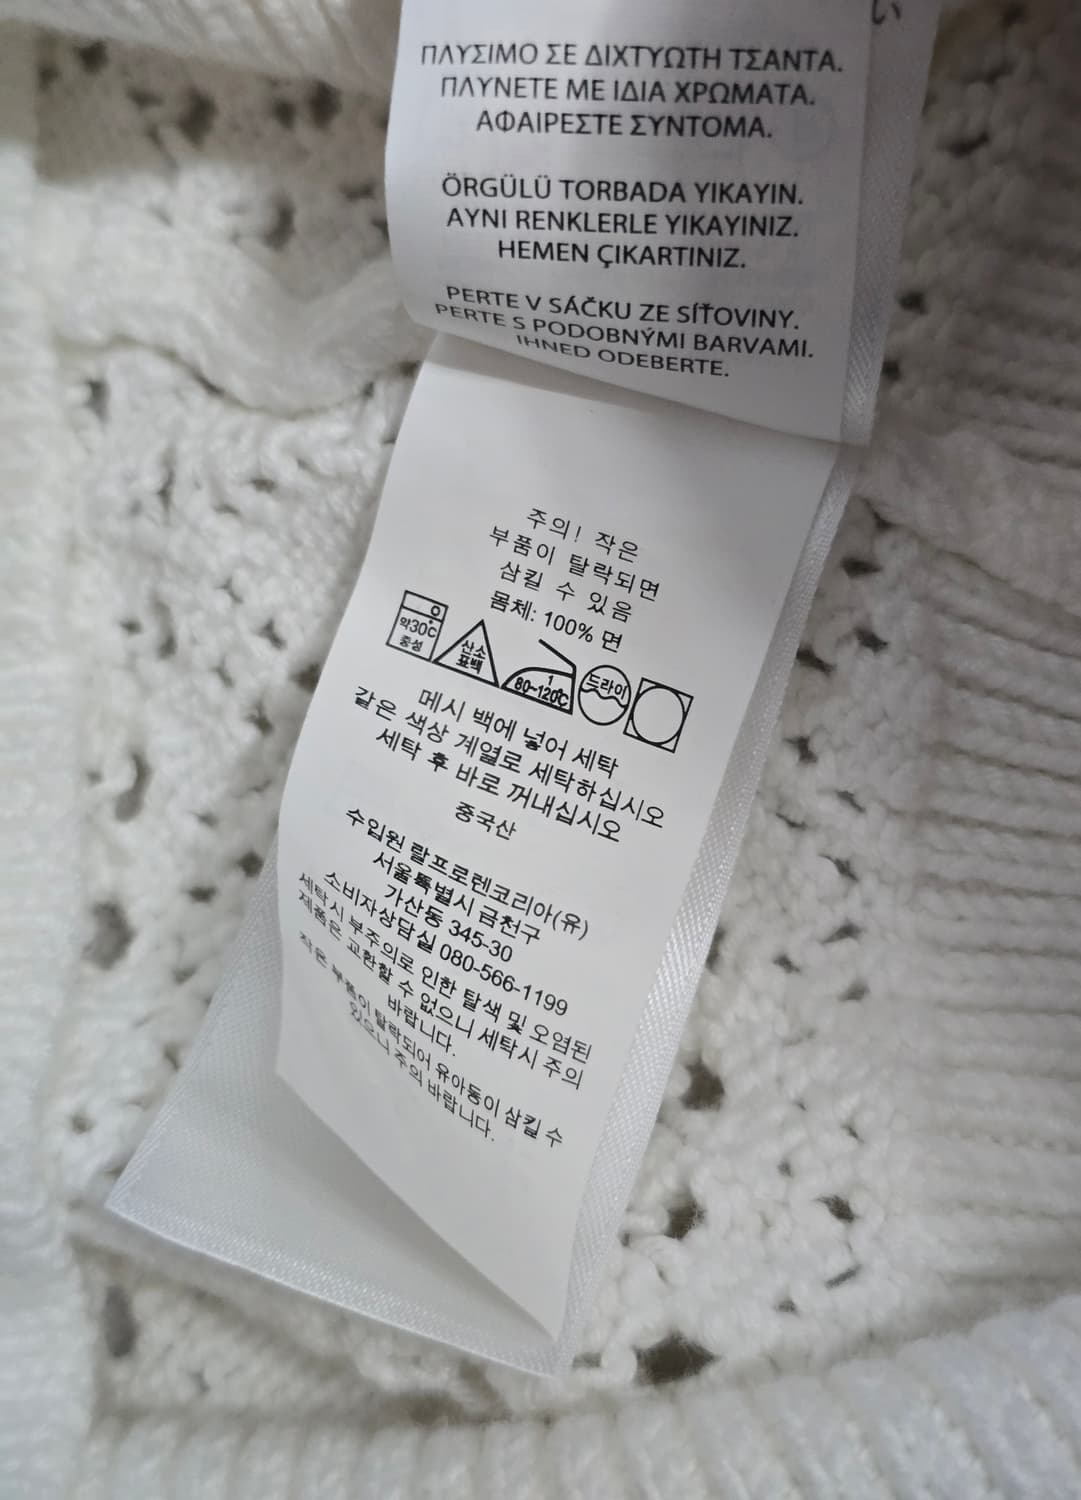 い
ΠΛΥΣΙΜΟ ΣΕ ΔΙΧΤΥΩΤΗ ΤΣΑΝΤΑ.
ΠΛΥΝΕΤΕ ΜΕ ΙΔΙΑ ΧΡΩΜΑΤΑ.
ΑΦΑΙΡΕΣΤΕ ΣΥΝΤΟΜΑ.
ÖRGÜLÜ TORBADA YIKAYIN.
AYNI RENKLERLE YIKAYINIZ.
HEMEN ÇIKARTINIZ.
PERTE V SÁČKU ZE SÍŤOVINY.
PERTE S PODOBNÝMI BARVAMI.
IHNED ODEBERTE.
주의! 작은
부품이 탈락되면
삼킬 수 있음
몸체: 100% 면
약30℃
중성
산소
표백
1
80~120℃
드라이
메시 백에 넣어 세탁
같은 색상 계열로 세탁하십시오
세탁 후 바로 꺼내십시오
중국산
수입원 랄프로렌코리아(유)
서울특별시 금천구
가산동 345-30
소비자상담실 080-566-1199
세탁시 부주의로 인한 탈색 및 오염된
제품은 교환할 수 없으니 세탁시 주의
바랍니다.
작은 부품이 탈락되어 유아동이 삼킬 수
있으니 주의 바랍니다.